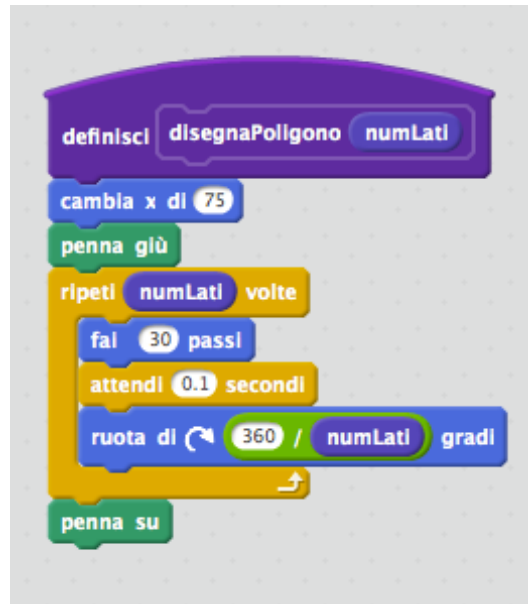 definisci disegnaPoligono numLati
cambia x di 75
penna giù
ripeti numLati volte
fai 30 passi
attendi 0.1 secondi
ruota di 360 / numLati gradi
penna su